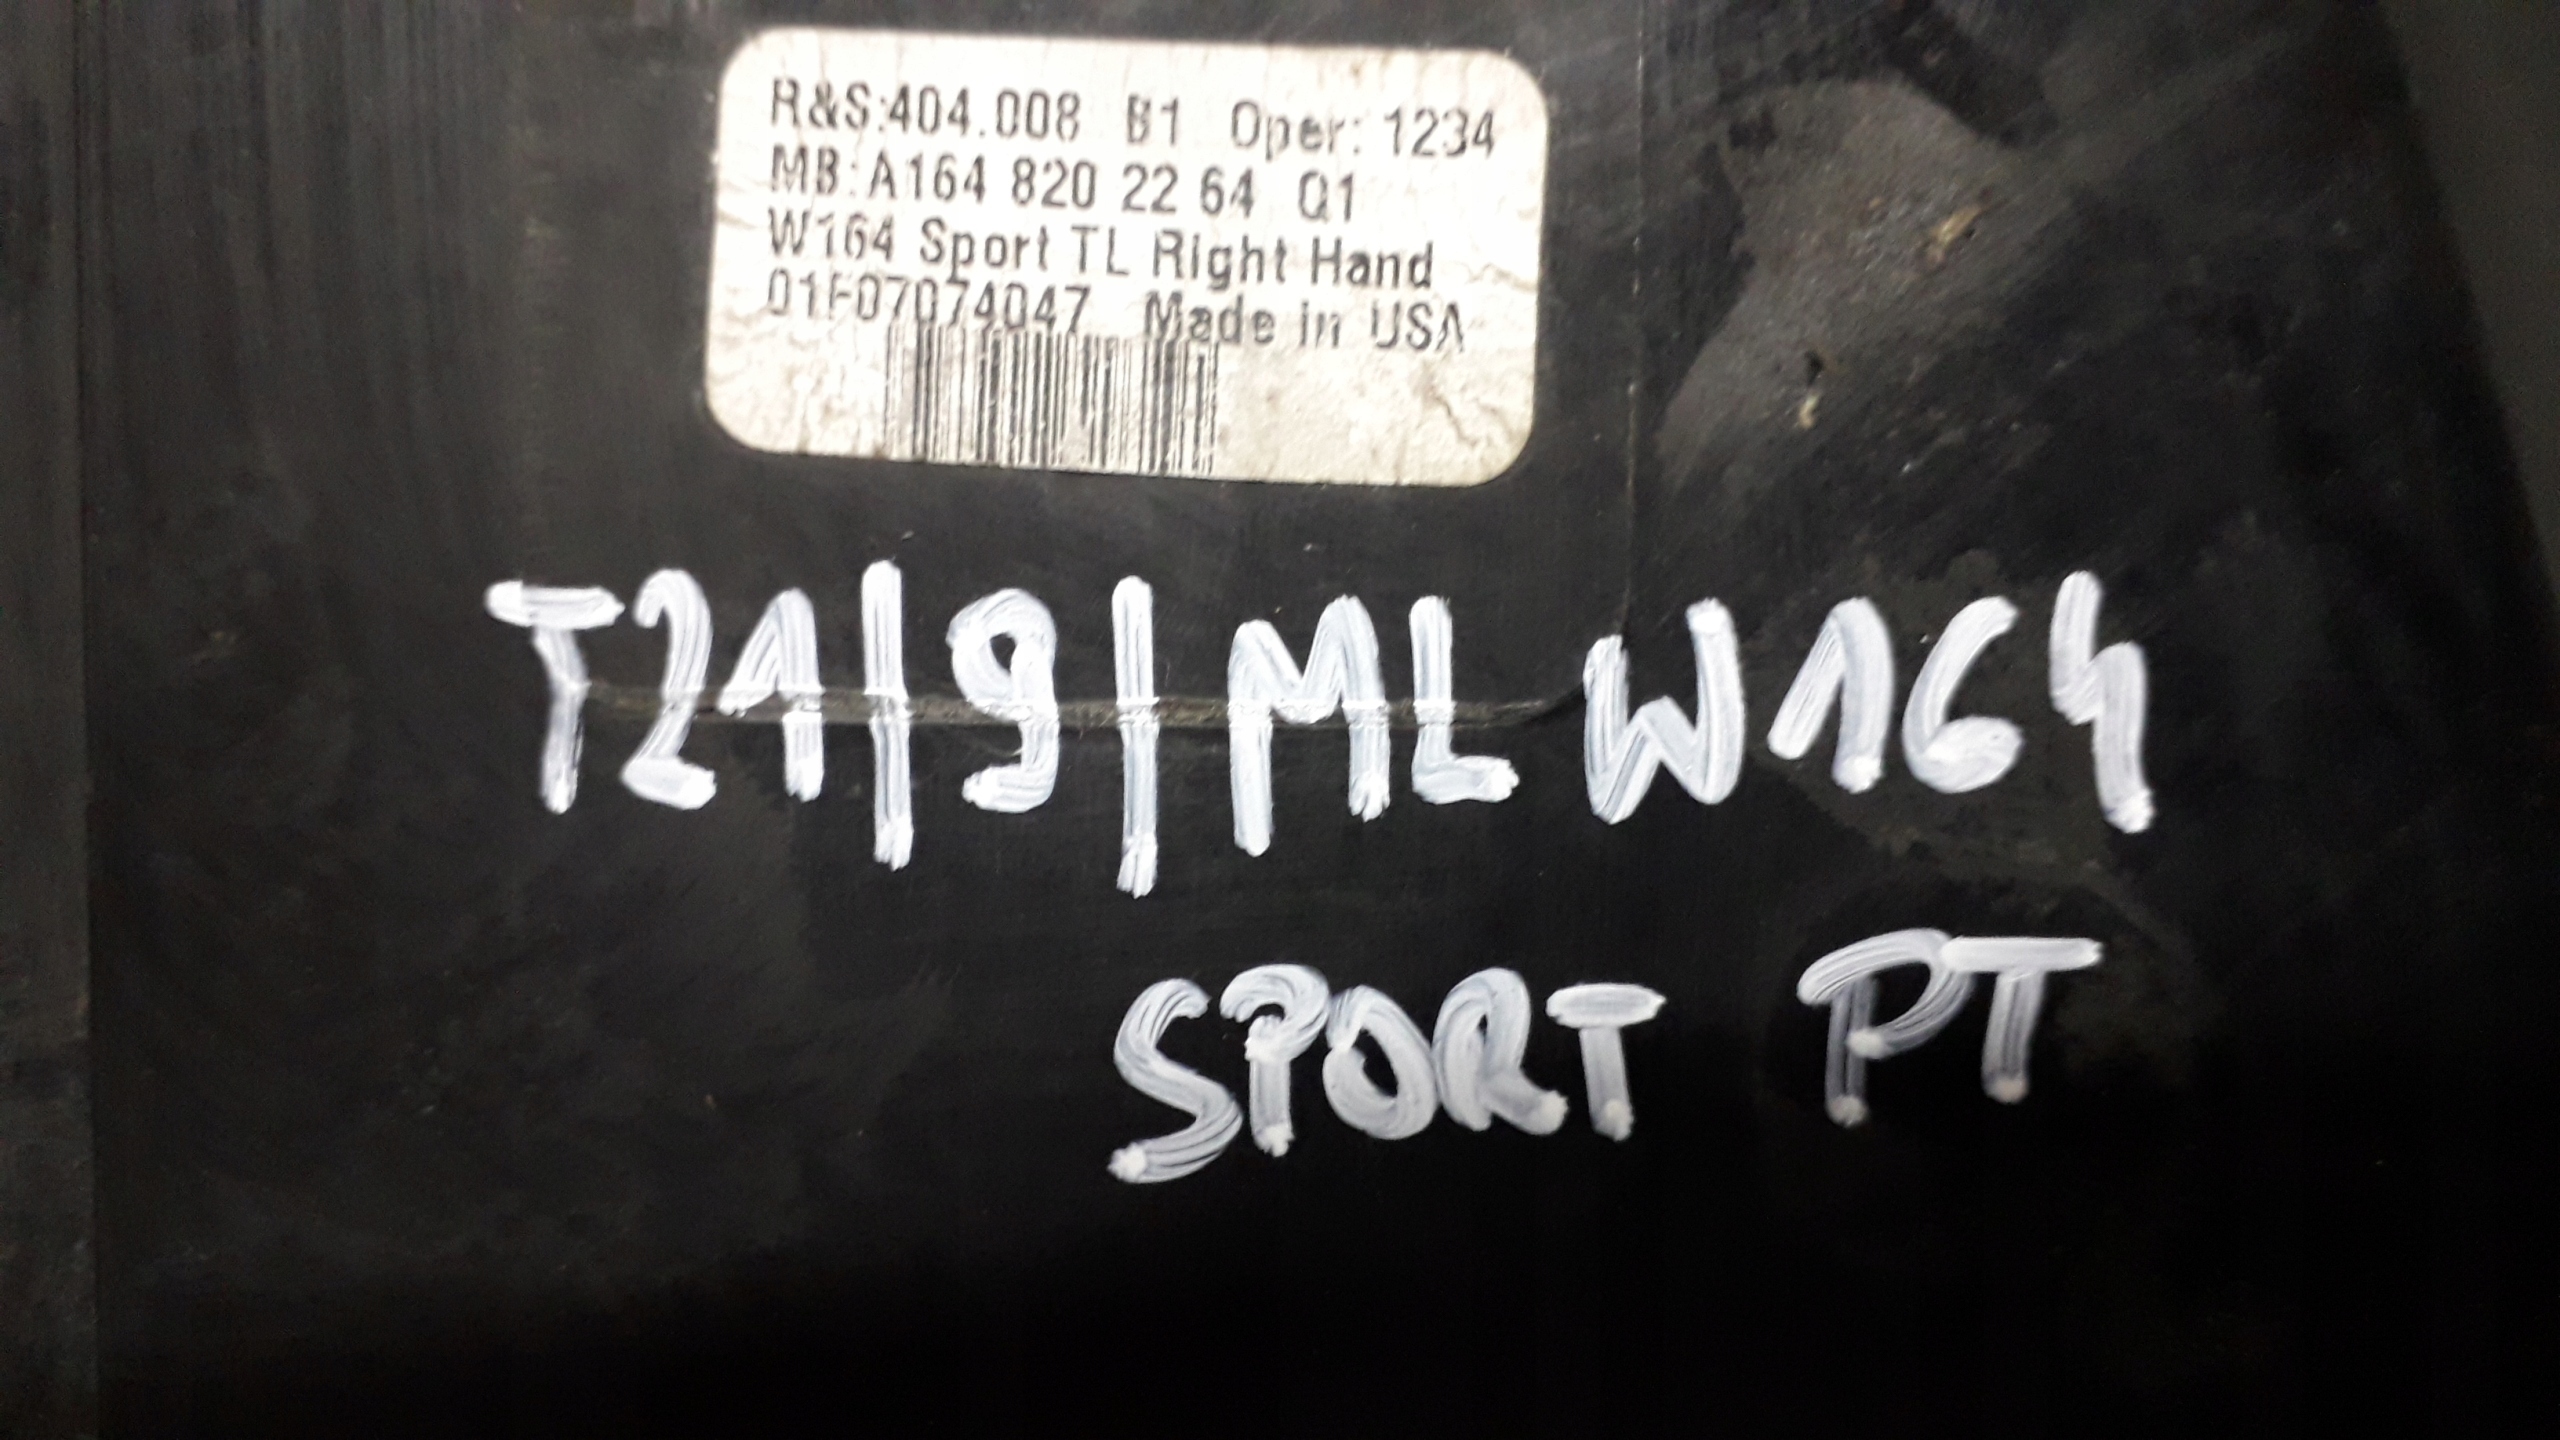 R&S:404.008 B1 Oper: 1234
MB:A164 820 22 64 Q1
W164 Sport TL Right Hand
01F07074047 Made in USA
T21/9/ML W164
SPORT PT